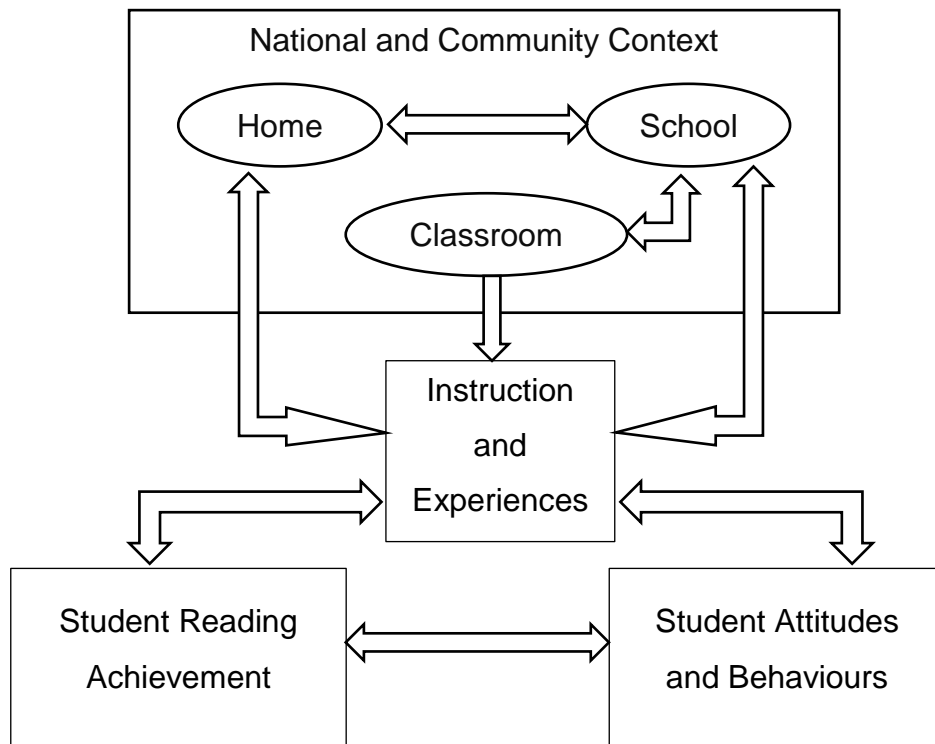 National and Community Context
Home
School
Classroom
Instruction
and
Experiences
Student Reading
Achievement
Student Attitudes
and Behaviours